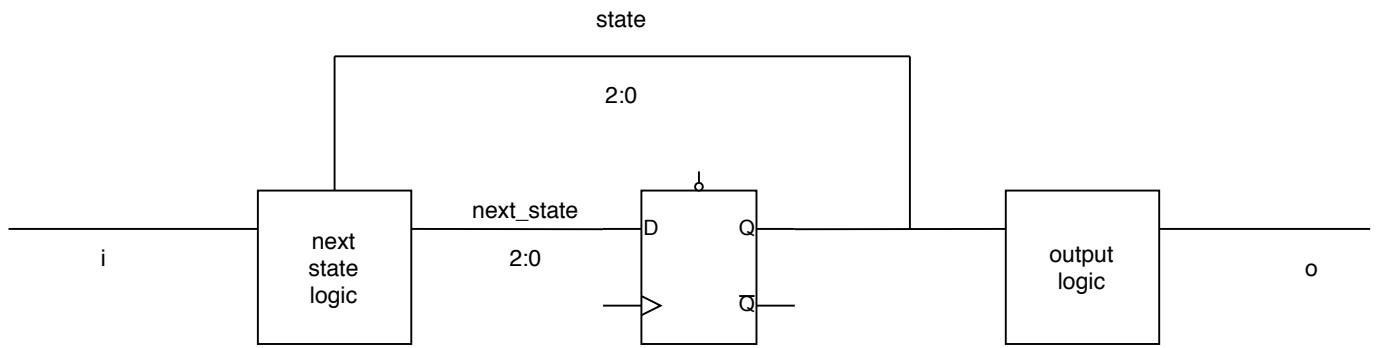 state
2:0
next_state
D
Q
next
state
logic
i
2:0
Q̅
output
logic
o